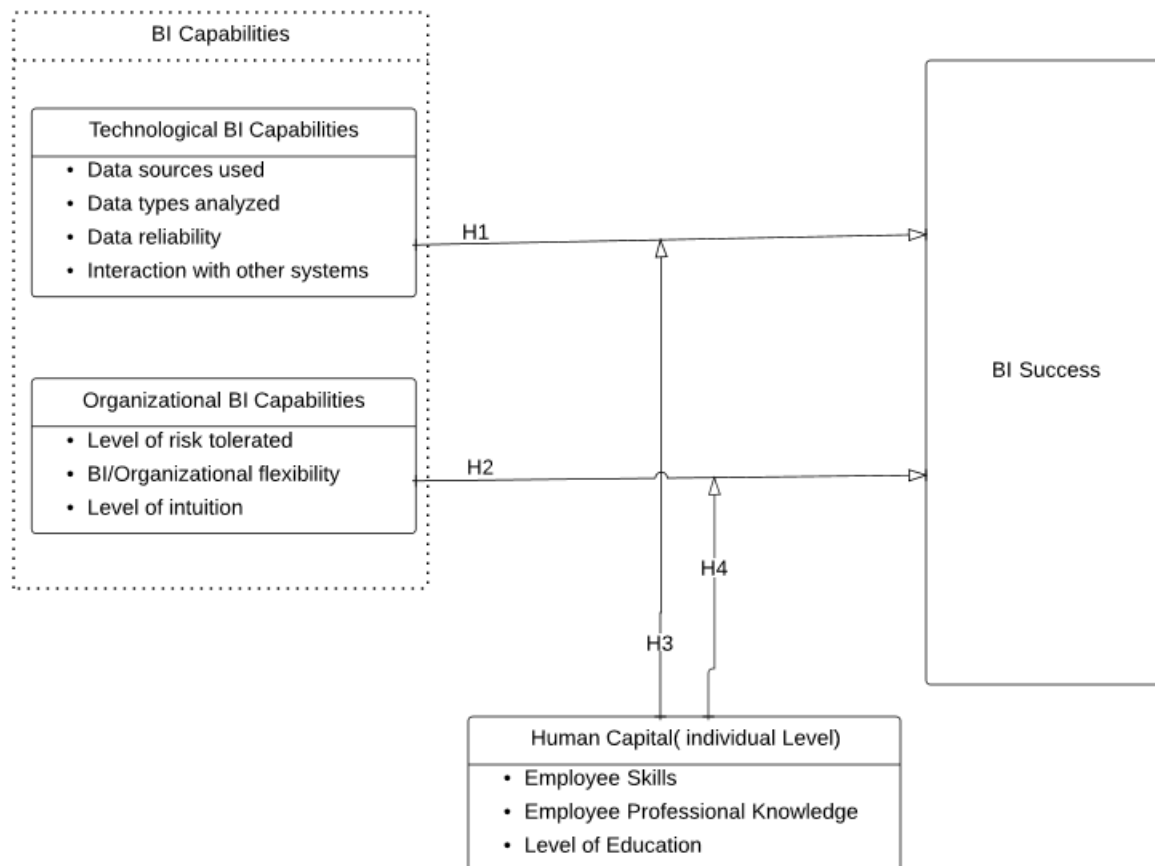 BI Capabilities
Technological BI Capabilities
• Data sources used
• Data types analyzed
• Data reliability
• Interaction with other systems
H1
Organizational BI Capabilities
• Level of risk tolerated
• BI/Organizational flexibility
• Level of intuition
H2
BI Success
H4
H3
Human Capital( individual Level)
• Employee Skills
• Employee Professional Knowledge
• Level of Education